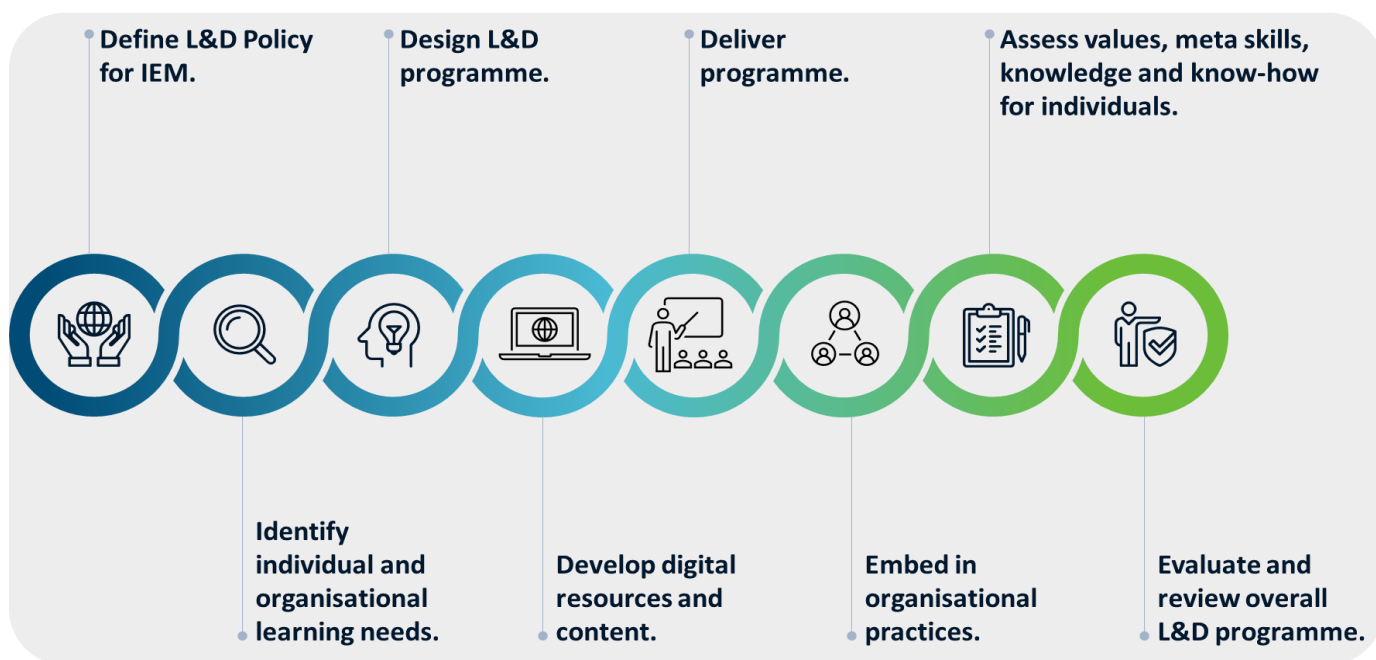 Define L&D Policy
for IEM.
Identify
individual and
organisational
learning needs.
Design L&D
programme.
Develop digital
resources and
content.
Deliver
programme.
Embed in
organisational
practices.
Assess values, meta skills,
knowledge and know-how
for individuals.
Evaluate and
review overall
L&D programme.